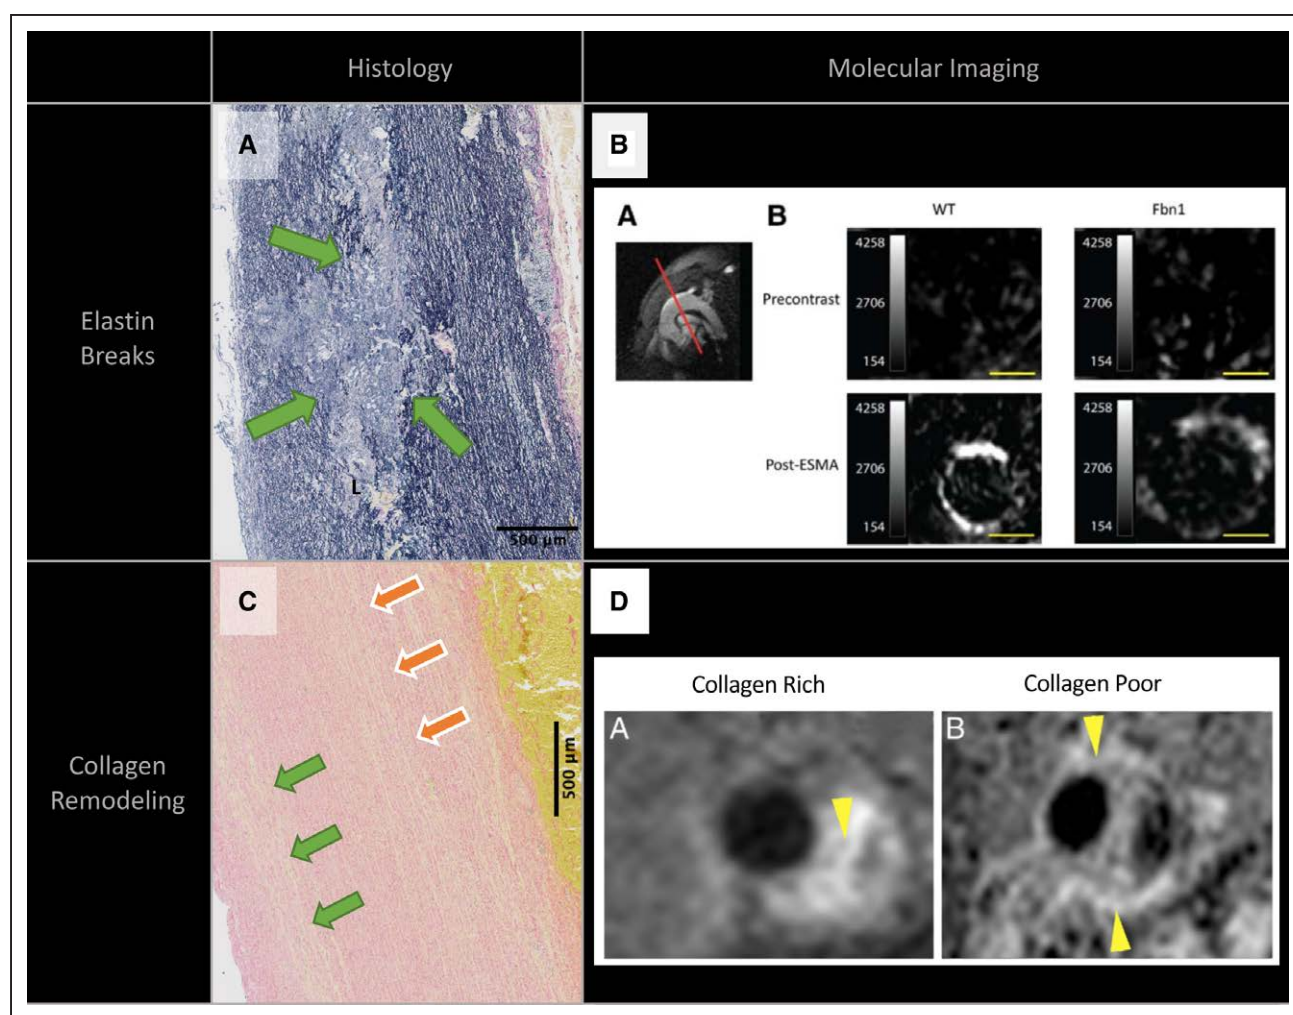 Histology
Molecular Imaging
Elastin
Breaks
A
L
500 µm
B
A
B
WT
Fbn1
Precontrast
4258
2706
154
4258
2706
154
Post-ESMA
4258
2706
154
4258
2706
154
Collagen
Remodeling
C
500 µm
D
Collagen Rich
Collagen Poor
A
B